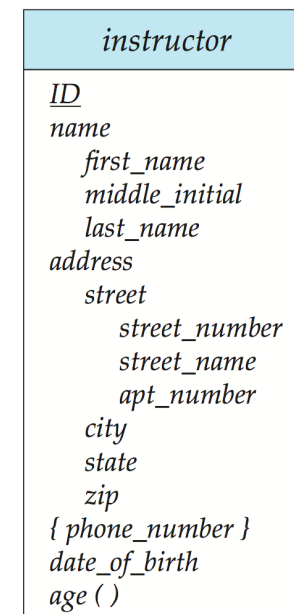 instructor
ID
name
first_name
middle_initial
last_name
address
street
street_number
street_name
apt_number
city
state
zip
{ phone_number }
date_of_birth
age ( )